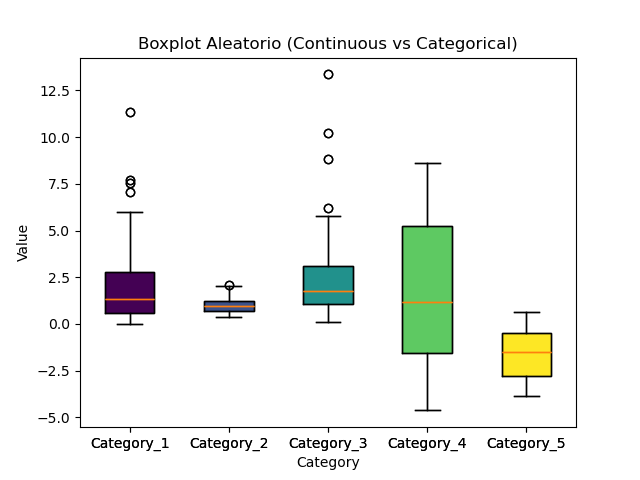 Boxplot Aleatorio (Continuous vs Categorical)
12.5
10.0
7.5
5.0
2.5
0.0
−2.5
−5.0
Value
Category_1 Category_2 Category_3 Category_4 Category_5
Category